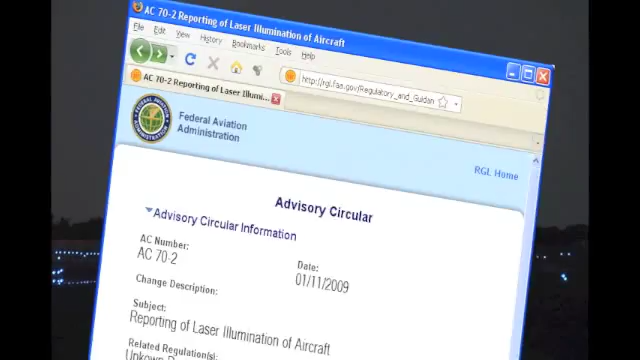 AC 70-2 Reporting of Laser Illumination of Aircraft
File Edit View History Bookmarks Tools Help
http://rgl.faa.gov/Regulatory_and_Guidan
AC 70-2 Reporting of Laser Illumi...
Federal Aviation
Administration
RGL Home
Advisory Circular
Advisory Circular Information
AC Number:
AC 70-2
Date:
01/11/2009
Change Description:
Subject:
Reporting of Laser Illumination of Aircraft
Related Regulation(s):